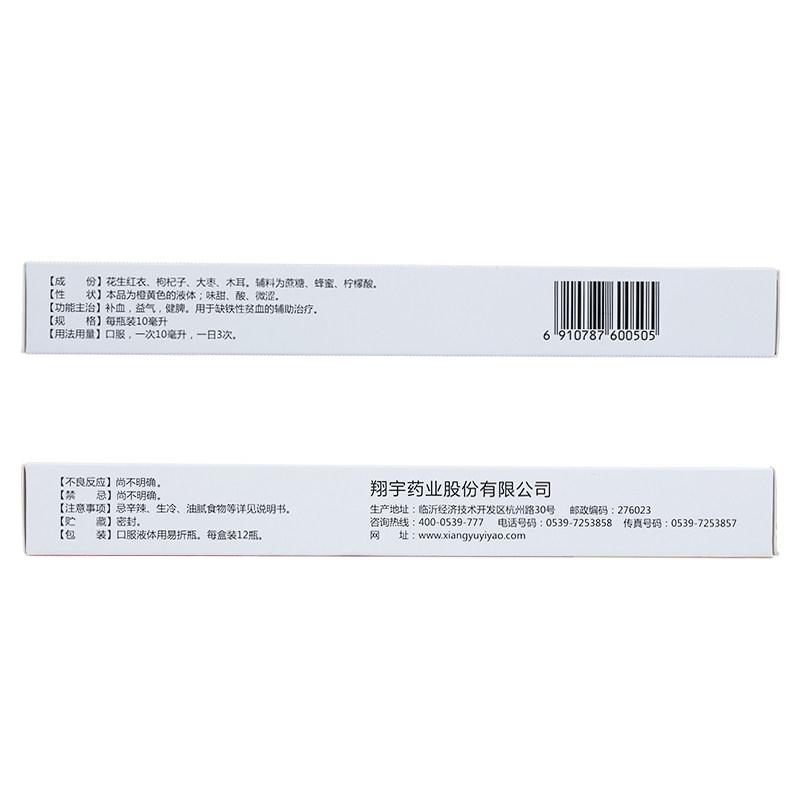 【成　份】花生红衣、枸杞子、大枣、木耳。辅料为蔗糖、蜂蜜、柠檬酸。
【性　状】本品为橙黄色的液体；味甜、酸、微涩。
【功能主治】补血，益气，健脾。用于缺铁性贫血的辅助治疗。
【规　格】每瓶装10毫升
【用法用量】口服，一次10毫升，一日3次。
6 910787 600505
【不良反应】尚不明确。
【禁　忌】尚不明确。
【注意事项】忌辛辣、生冷、油腻食物等详见说明书。
【贮　藏】密封。
【包　装】口服液体用易折瓶。每盒装12瓶。
翔宇药业股份有限公司
生产地址：临沂经济技术开发区杭州路30号　邮政编码：276023
咨询热线：400-0539-777　电话号码：0539-7253858　传真号码：0539-7253857
网　址：www.xiangyuyiyao.com